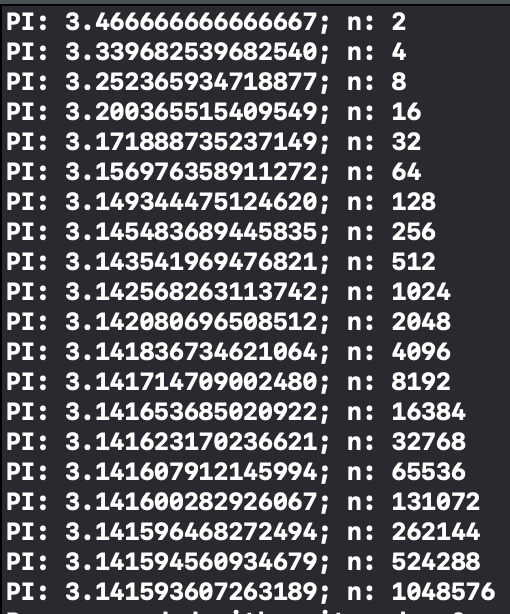 PI: 3.466666666666667; n: 2
PI: 3.339682539682540; n: 4
PI: 3.252365934718877; n: 8
PI: 3.200365515409549; n: 16
PI: 3.171888735237149; n: 32
PI: 3.156976358911272; n: 64
PI: 3.149344475124620; n: 128
PI: 3.145483689445835; n: 256
PI: 3.143541969476821; n: 512
PI: 3.142568263113742; n: 1024
PI: 3.142080696508512; n: 2048
PI: 3.141836734621064; n: 4096
PI: 3.141714709002480; n: 8192
PI: 3.141653685020922; n: 16384
PI: 3.141623170236621; n: 32768
PI: 3.141607912145994; n: 65536
PI: 3.141600282926067; n: 131072
PI: 3.141596468272494; n: 262144
PI: 3.141594560934679; n: 524288
PI: 3.141593607263189; n: 1048576